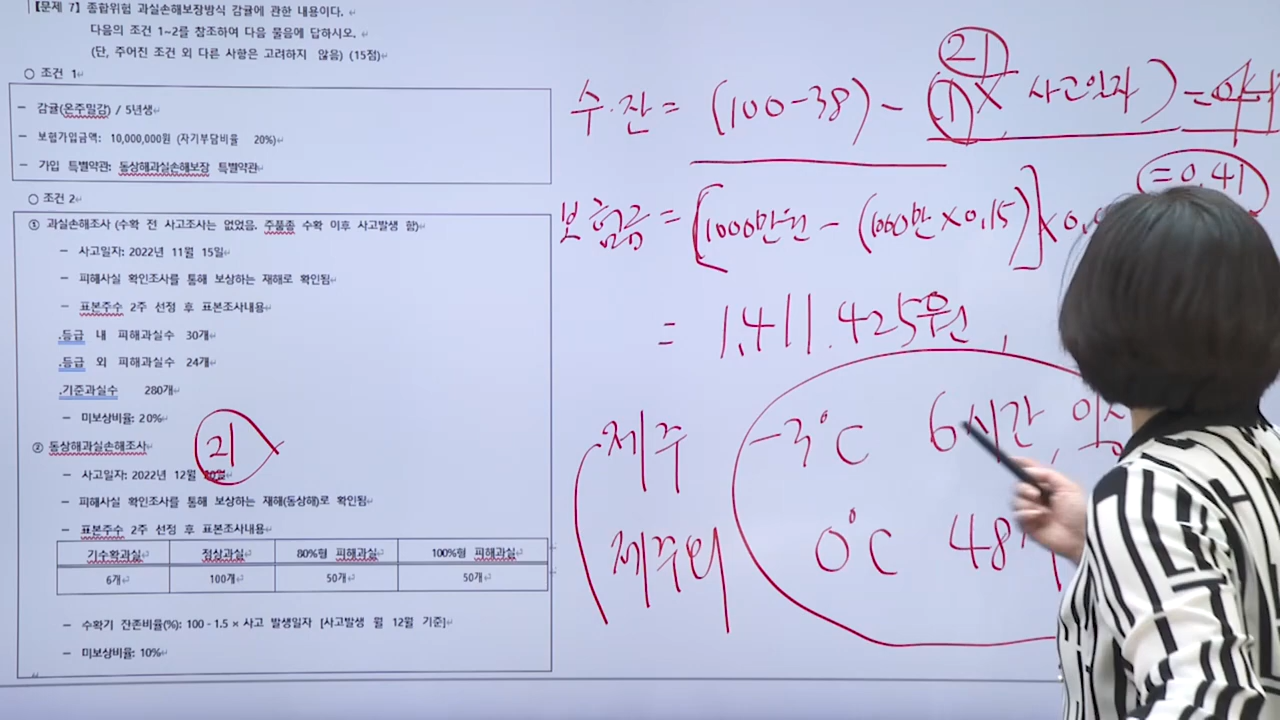 【문제 7】 종합위험 과실손해보장방식 감귤에 관한 내용이다.
다음의 조건 1~2를 참조하여 다음 물음에 답하시오.
(단, 주어진 조건 외 다른 사항은 고려하지 않음) (15점)
○ 조건 1
- 감귤(온주밀감) / 5년생
- 보험가입금액: 10,000,000원 (자기부담비율 20%)
- 가입 특별약관: 동상해과실손해보장 특별약관
○ 조건 2
① 과실손해조사 (수확 전 사고조사는 없었음. 주품종 수확 이후 사고발생 함)
- 사고일자: 2022년 11월 15일
- 피해사실 확인조사를 통해 보상하는 재해로 확인됨
- 표본주수 2주 선정 후 표본조사내용
.등급 내 피해과실수 30개
.등급 외 피해과실수 24개
.기준과실수 280개
- 미보상비율: 20%
② 동상해과실손해조사
21
- 사고일자: 2022년 12월 20일
- 피해사실 확인조사를 통해 보상하는 재해(동상해)로 확인됨
- 표본주수 2주 선정 후 표본조사내용
기수확과실 정상과실 80%형 피해과실 100%형 피해과실
6개 100개 50개 50개
- 수확기 잔존비율(%): 100 - 1.5 × 사고 발생일자 [사고발생 월 12월 기준]
- 미보상비율: 10%
21
수.잔 = (100-38) - (1 × 사고일자) =
= 0.41
보험금 = [1000만원 - (1000만 × 0.15)] × 0.
= 1,411.425원
제주 -3°C 6시간
제주외 0°C 48